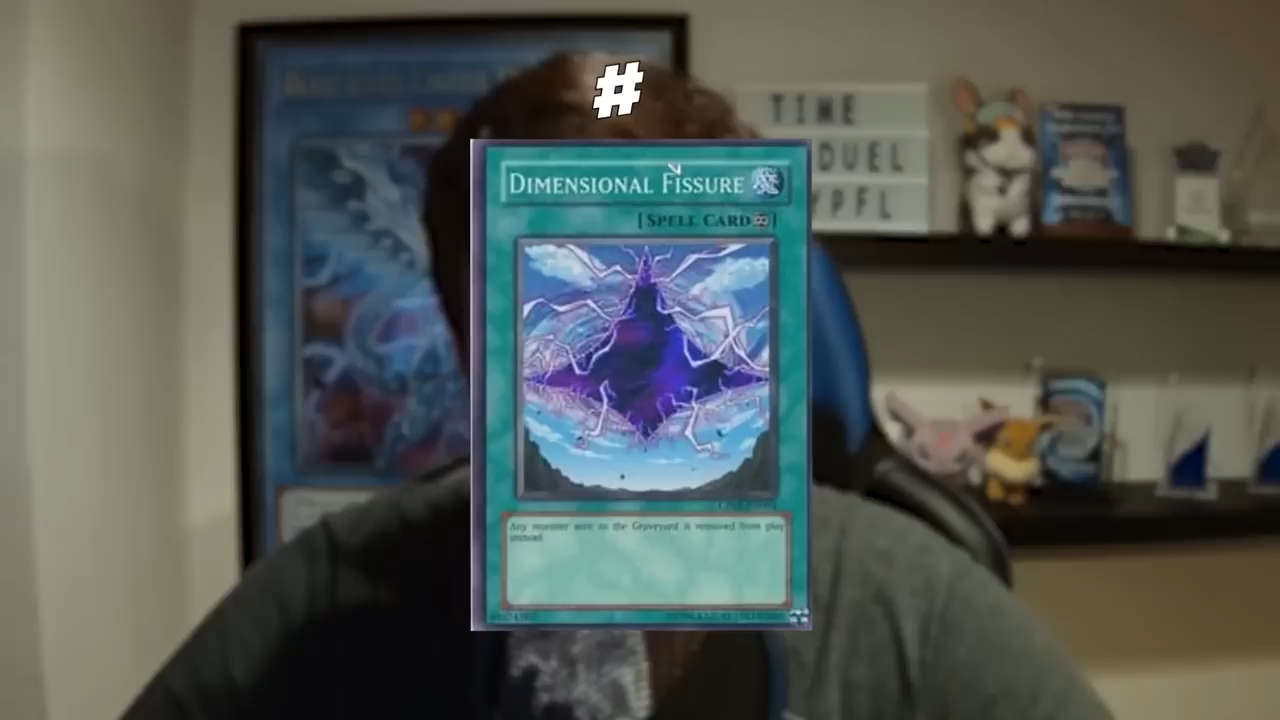 #
TIME
DUEL
YPFL
DIMENSIONAL FISSURE
[SPELL CARD]
Any monster sent to the Graveyard is removed from play
instead